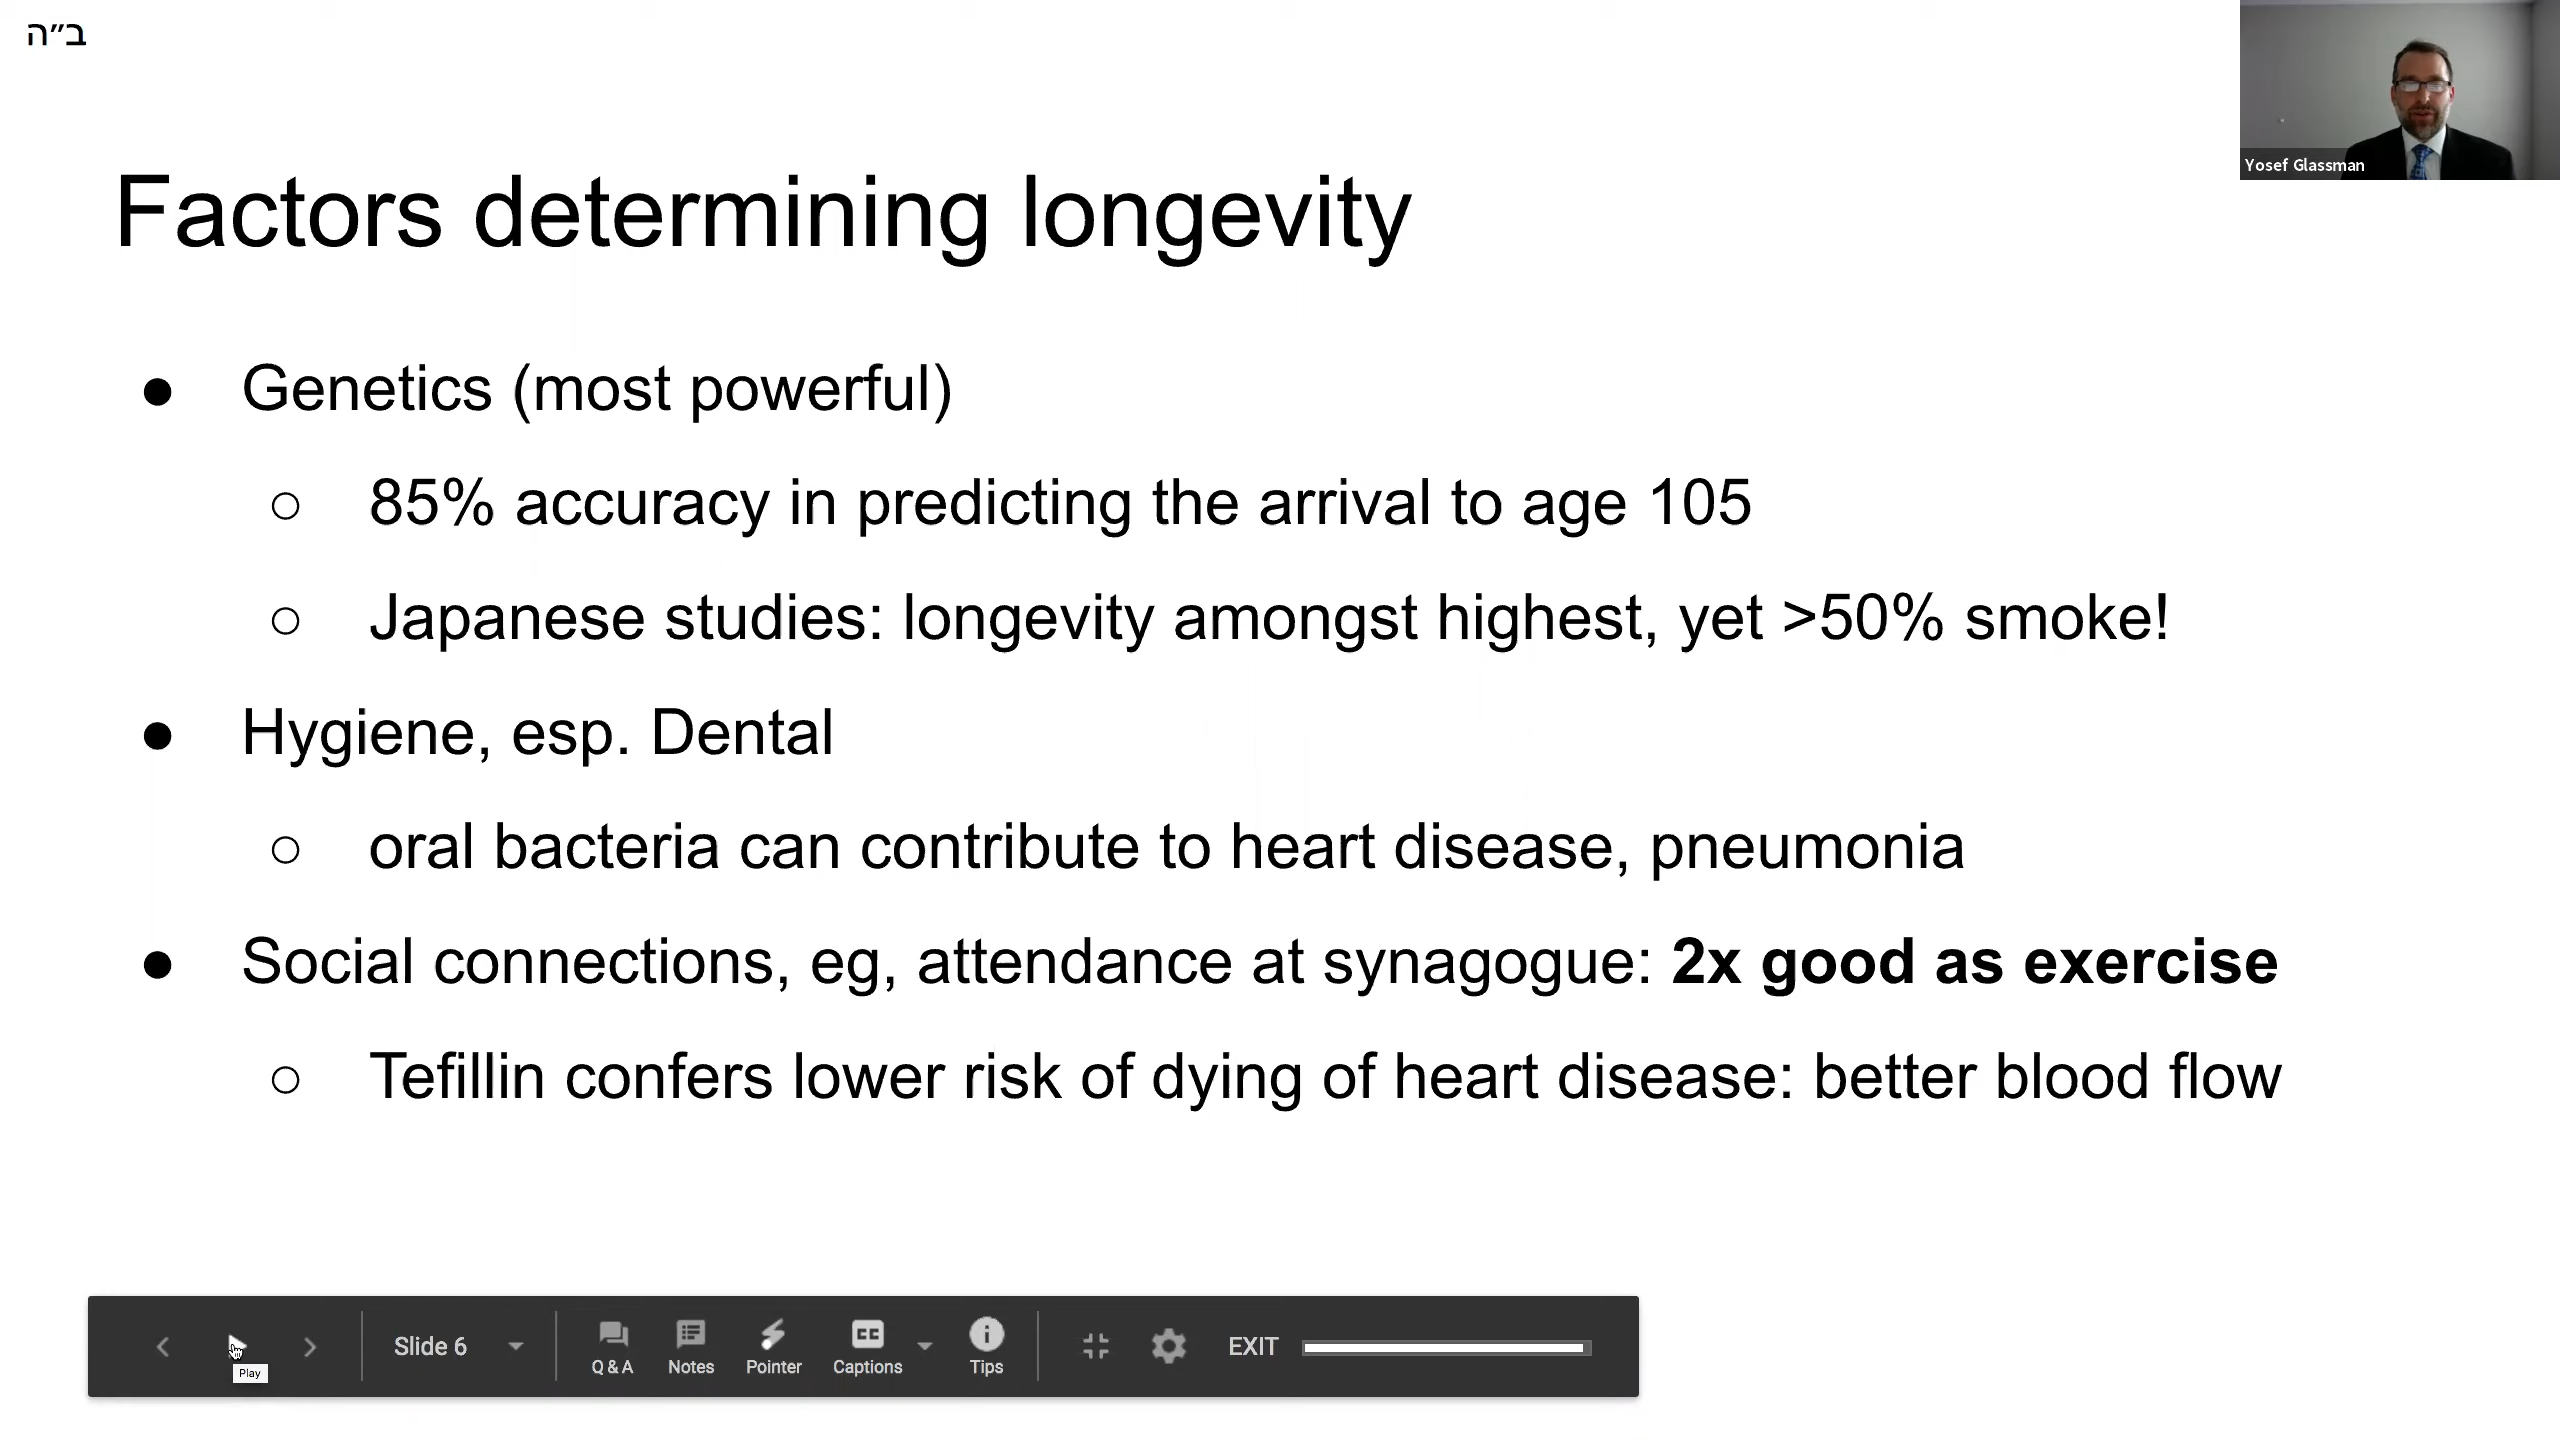 ב״ה
Yosef Glassman
Factors determining longevity
● Genetics (most powerful)
○ 85% accuracy in predicting the arrival to age 105
○ Japanese studies: longevity amongst highest, yet >50% smoke!
● Hygiene, esp. Dental
○ oral bacteria can contribute to heart disease, pneumonia
● Social connections, eg, attendance at synagogue: 2x good as exercise
○ Tefillin confers lower risk of dying of heart disease: better blood flow
Slide 6
Q & A
Notes
Pointer
CC
Captions
Tips
EXIT
Play